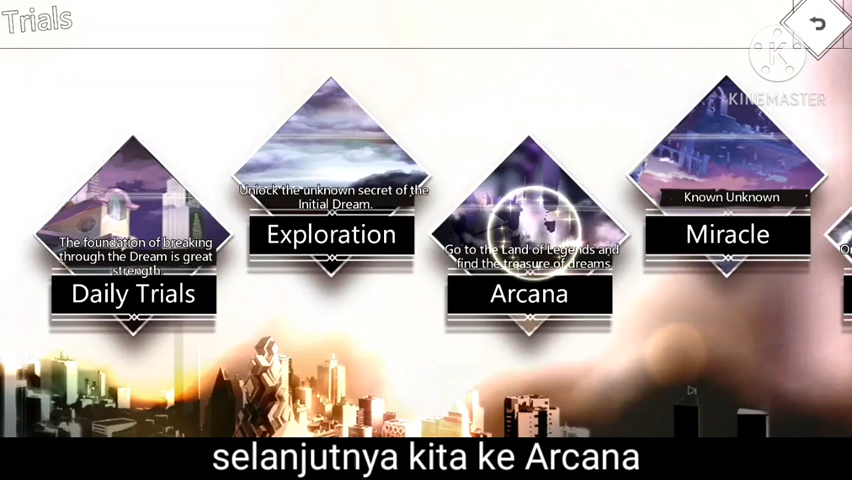 Trials
K
KINEMASTER
The foundation of breaking
through the Dream is great
strength.
Daily Trials
Unlock the unknown secret of the
Initial Dream.
Exploration
Go to the Land of Legends and
find the treasure of dreams.
Arcana
Known Unknown
Miracle
selanjutnya kita ke Arcana